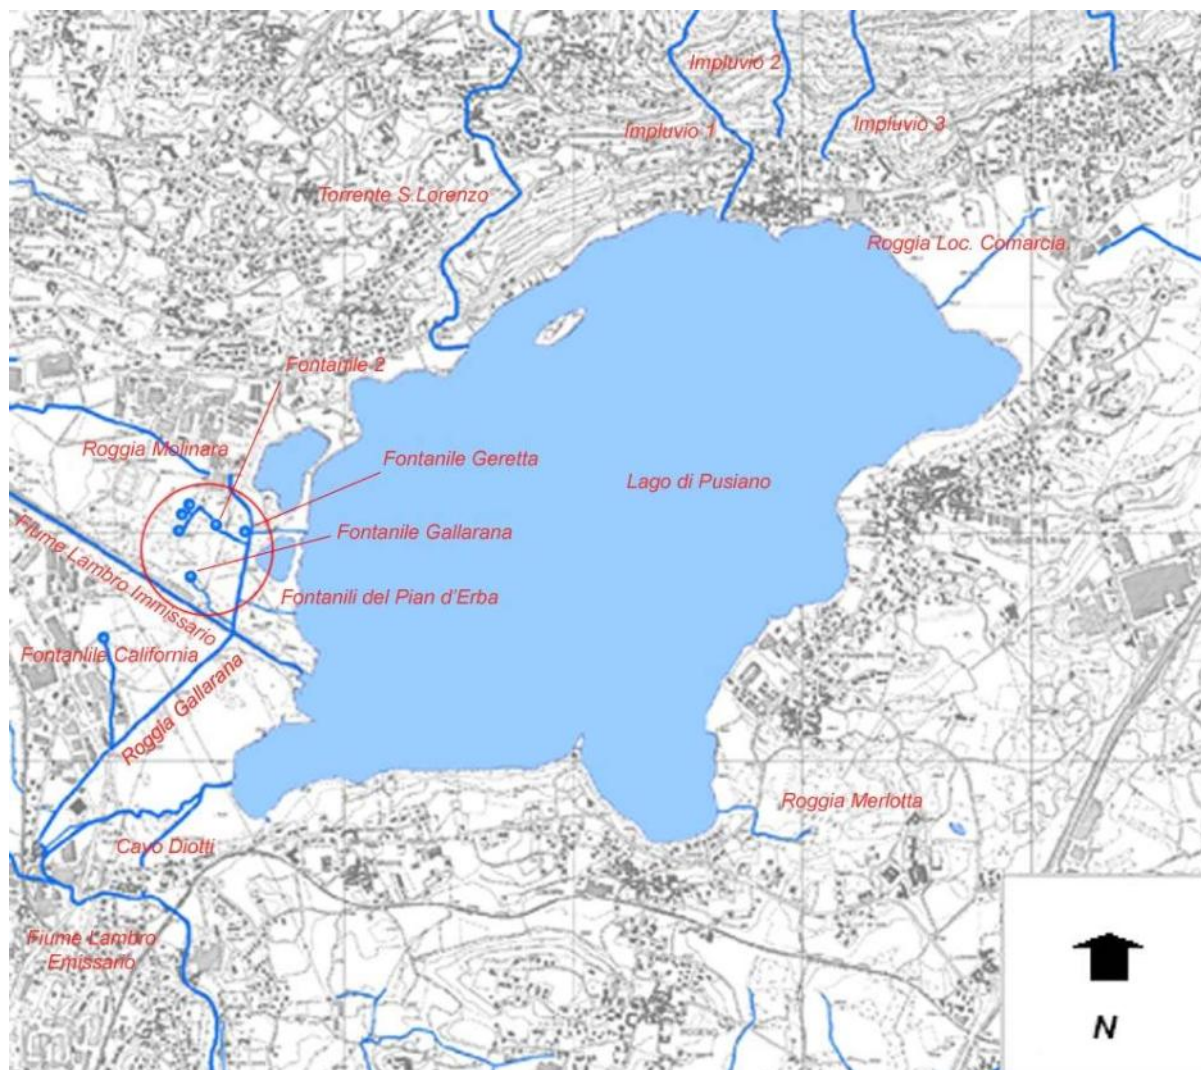 Impluvio 2
Impluvio 1
Impluvio 3
Torrente S.Lorenzo
Roggia Loc. Comarcia
Fontanile 2
Roggia Molinara
Fontanile Geretta
Lago di Pusiano
Fontanile Gallarana
Fiume Lambro Immissario
Fontanili del Pian d'Erba
Fontanlile California
Roggia Gallarana
Roggia Merlotta
Cavo Diotti
Fiume Lambro
Emissario
N